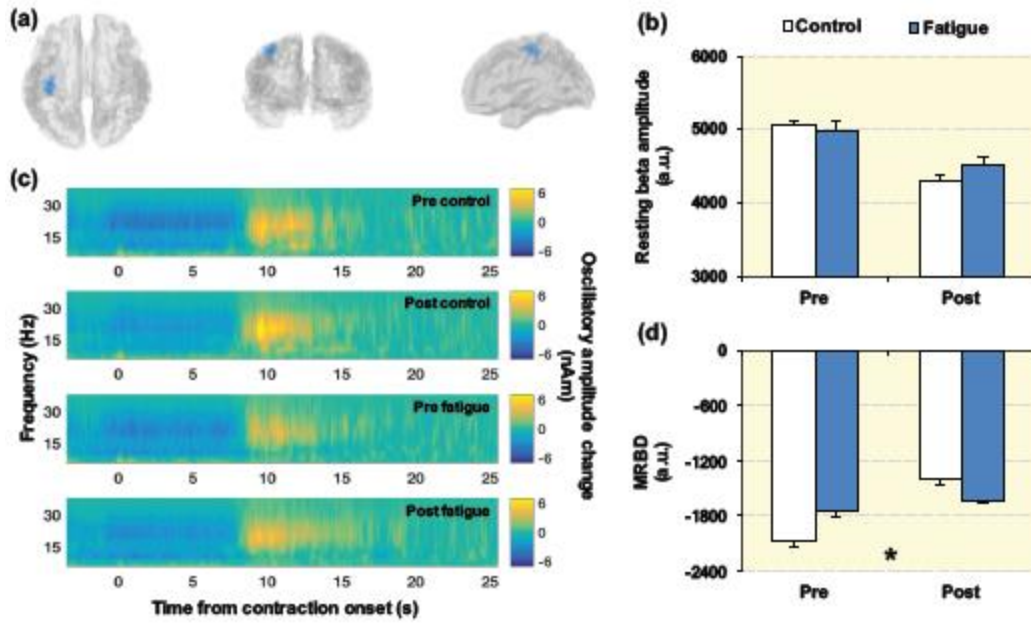 (a)
(b)
Control Fatigue
6000
5000
4000
3000
Resting beta amplitude
(a.u.)
Pre Post
(c)
30
15
Pre control
6
0
-6
0 5 10 15 20 25
30
15
Post control
6
0
-6
0 5 10 15 20 25
30
15
Pre fatigue
6
0
-6
0 5 10 15 20 25
30
15
Post fatigue
6
0
-6
0 5 10 15 20 25
Frequency (Hz)
Time from contraction onset (s)
Oscillatory amplitude change
(nAm)
(d)
0
-600
-1200
-1800
-2400
MRBD
(a.u.)
*
Pre Post